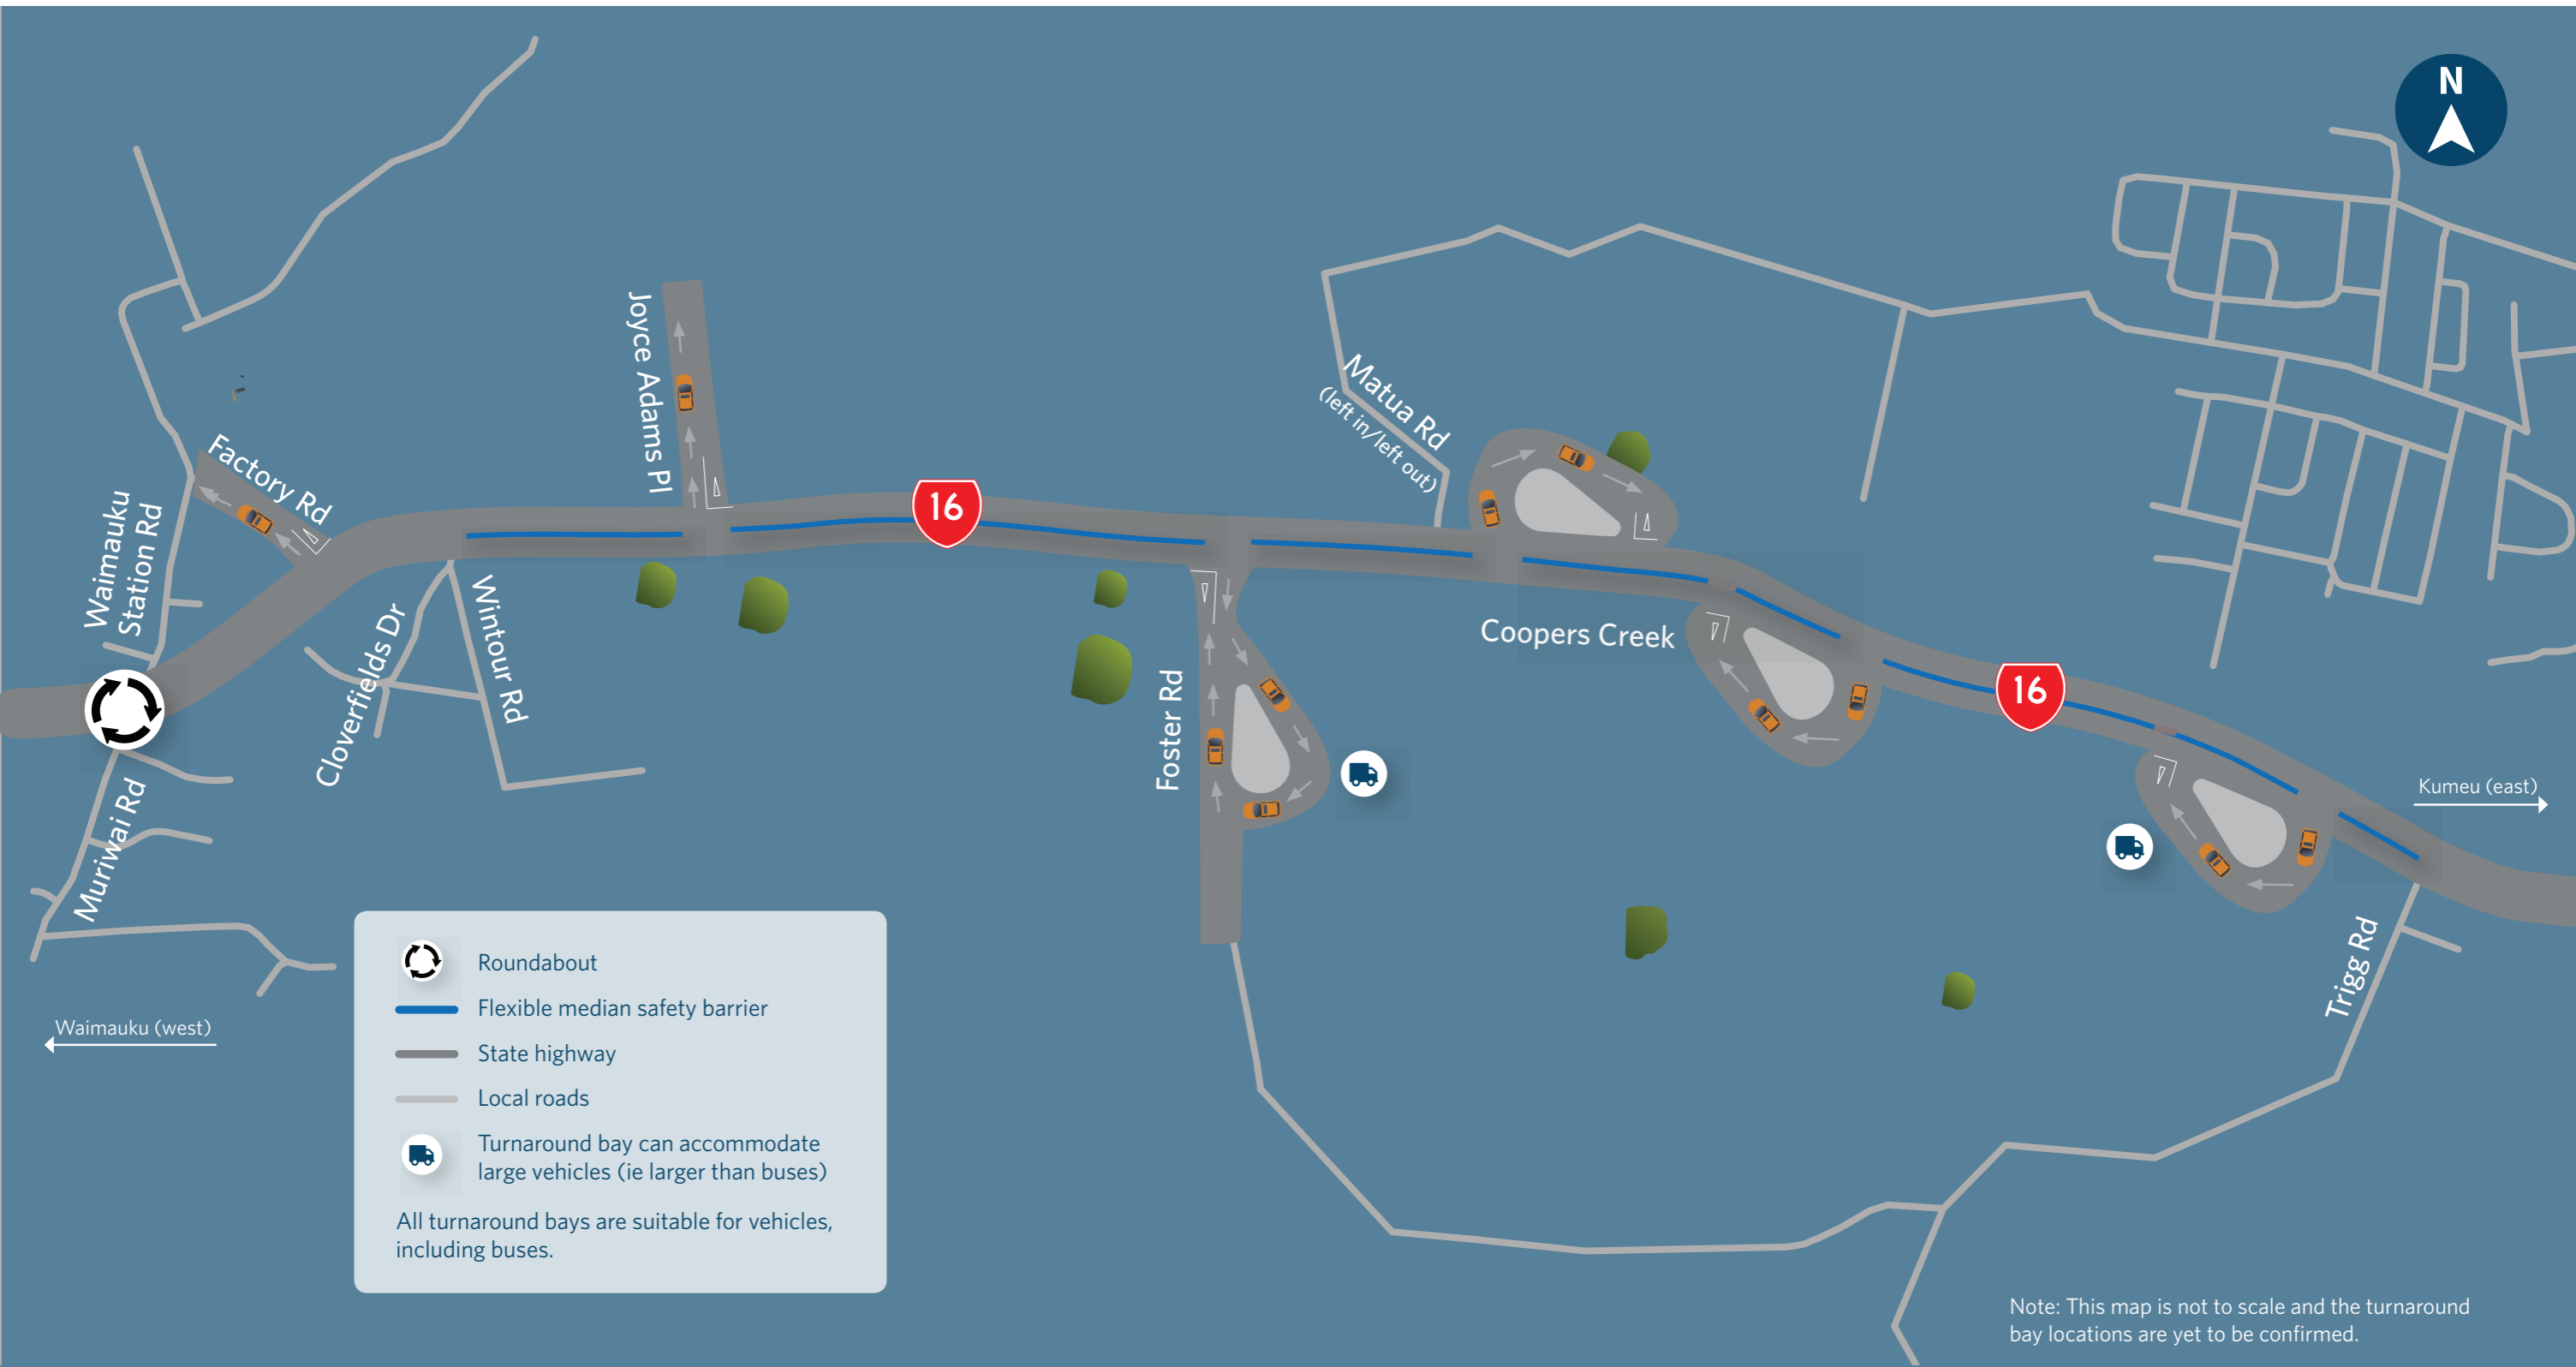 N
Joyce Adams Pl
Matua Rd
(left in/left out)
Factory Rd
16
Waimauku
Station Rd
Wintour Rd
Cloverfields Dr
Coopers Creek
Foster Rd
16
Muriwai Rd
Kumeu (east)
Trigg Rd
Waimauku (west)
Roundabout
Flexible median safety barrier
State highway
Local roads
Turnaround bay can accommodate
large vehicles (ie larger than buses)
All turnaround bays are suitable for vehicles,
including buses.
Note: This map is not to scale and the turnaround
bay locations are yet to be confirmed.